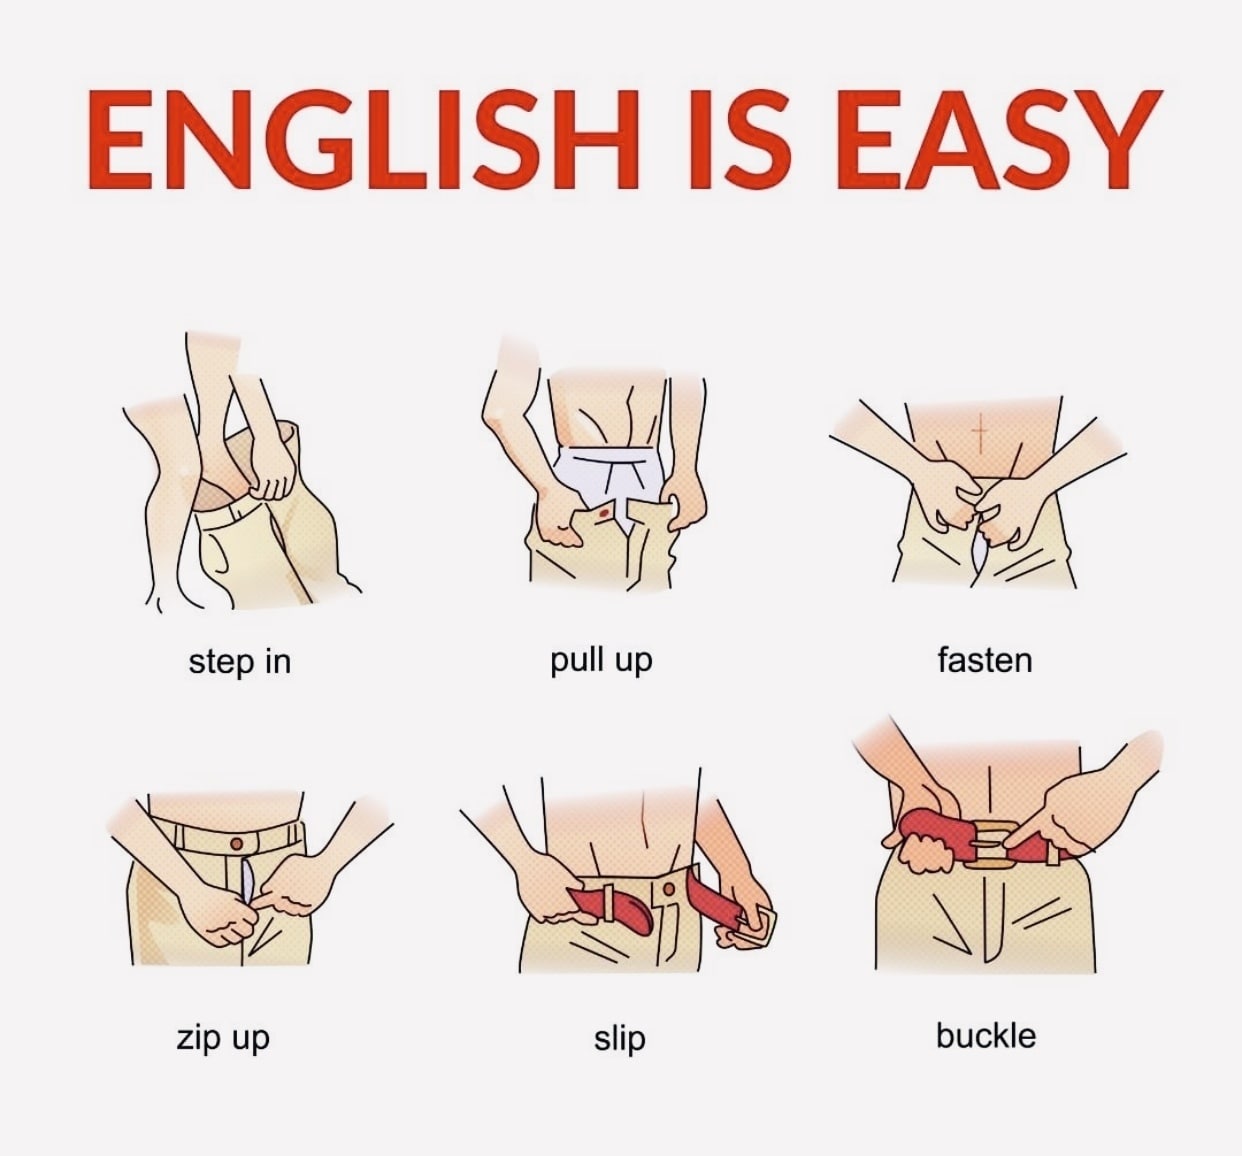 ENGLISH IS EASY
step in
pull up
fasten
zip up
slip
buckle